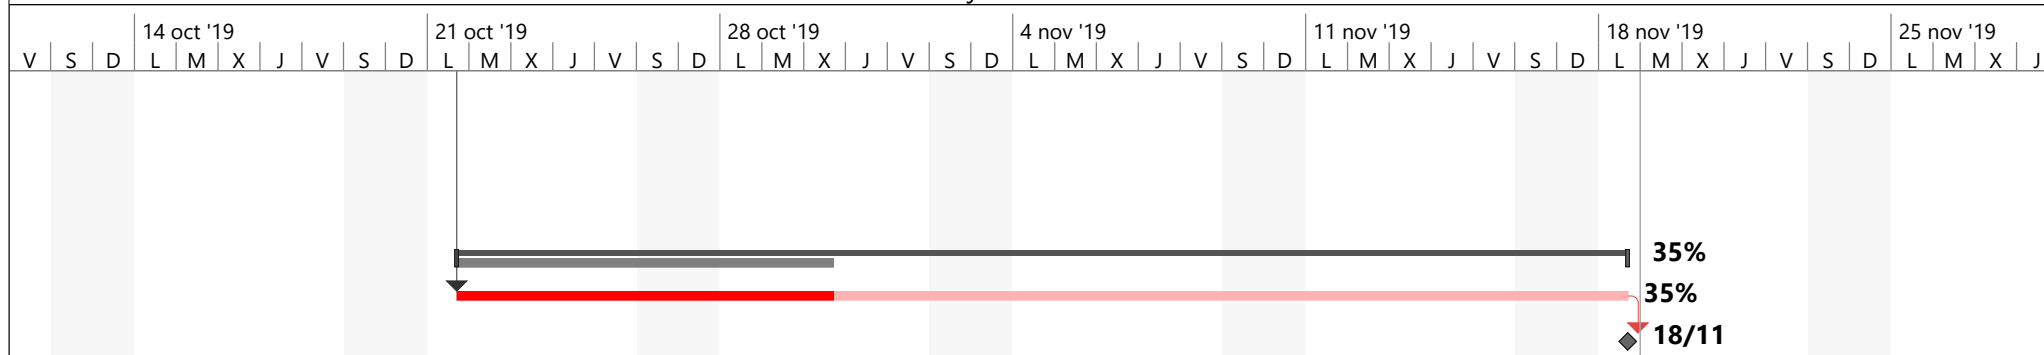 14 oct '19 21 oct '19 28 oct '19 4 nov '19 11 nov '19 18 nov '19 25 nov '19
V S D L M X J V S D L M X J V S D L M X J V S D L M X J V S D L M X J V S D L M X J V S D L M X J
35%
35%
18/11